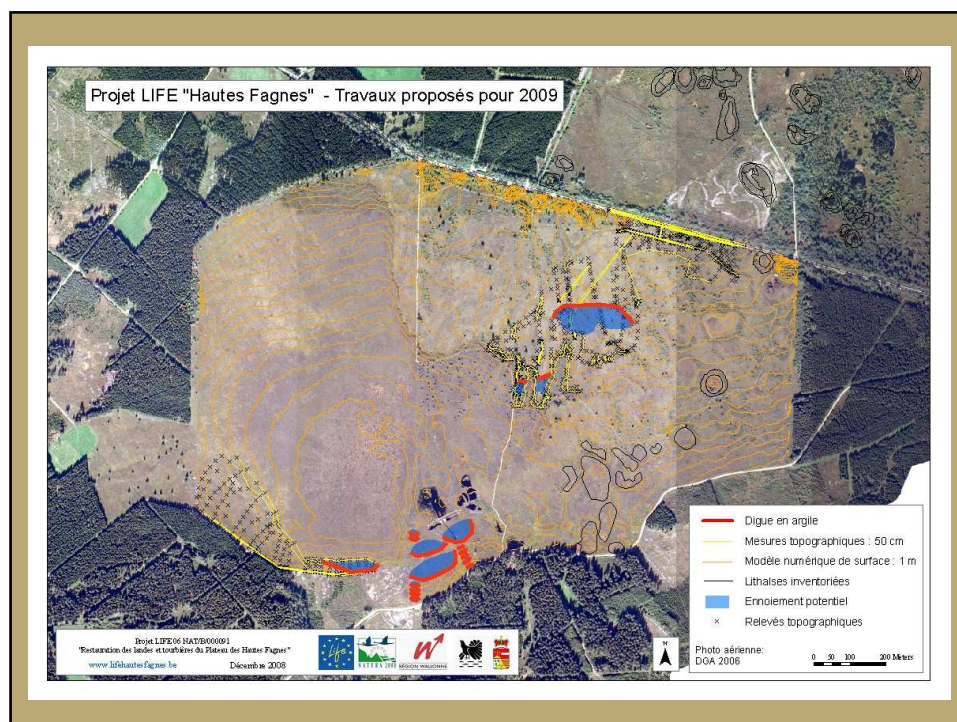 Projet LIFE "Hautes Fagnes" - Travaux proposés pour 2009
Digue en argile
Mesures topographiques : 50 cm
Modèle numérique de surface : 1 m
Lithalses inventoriées
Ennoiement potentiel
Relevés topographiques
Projet LIFE06 NAT/B/000091
"Restauration des landes et tourbières du Plateau des Hautes Fagnes"
www.lifehautesfagnes.be Décembre 2008
Life
NATURA 2000
RÉGION WALLONNE
N
Photo aérienne:
DGA 2006
0 50 100 200 Meters